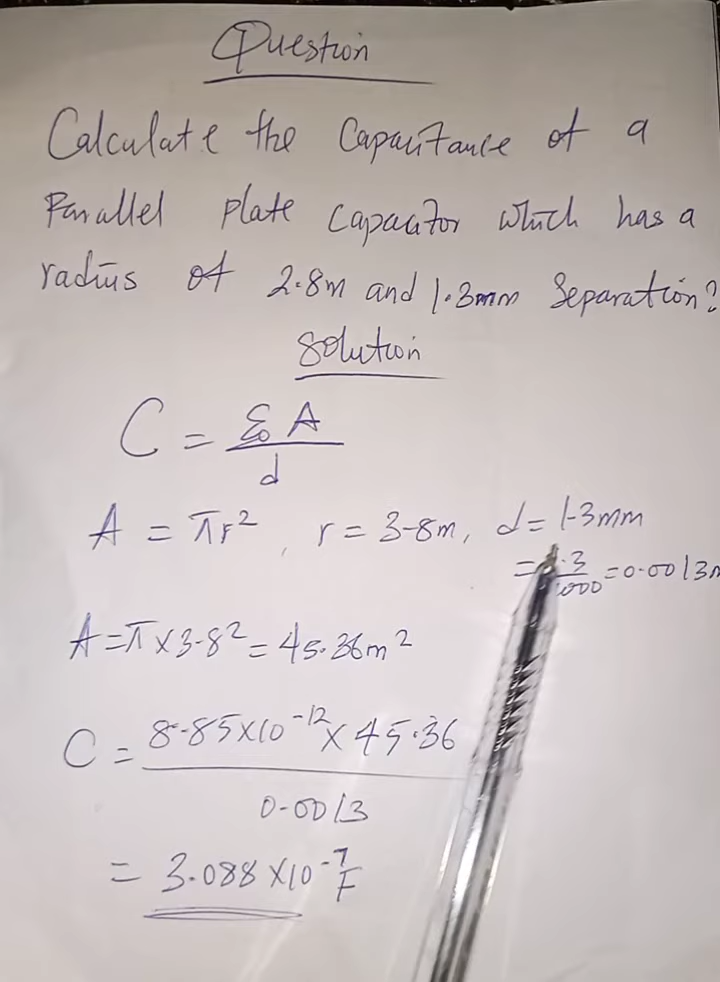 Question
Calculate the Capacitance of a
Parallel plate capacitor which has a
radius of 2.8m and 1.3mm Separation?
Solution
C = ε₀ A
d
A = πr², r = 3.8m, d = 1.3mm
= .3
1000 = 0.0013m
A = π × 3.8² = 45.36m²
C = 8.85×10⁻¹² × 45.36
0.0013
= 3.088 × 10⁻⁷ F